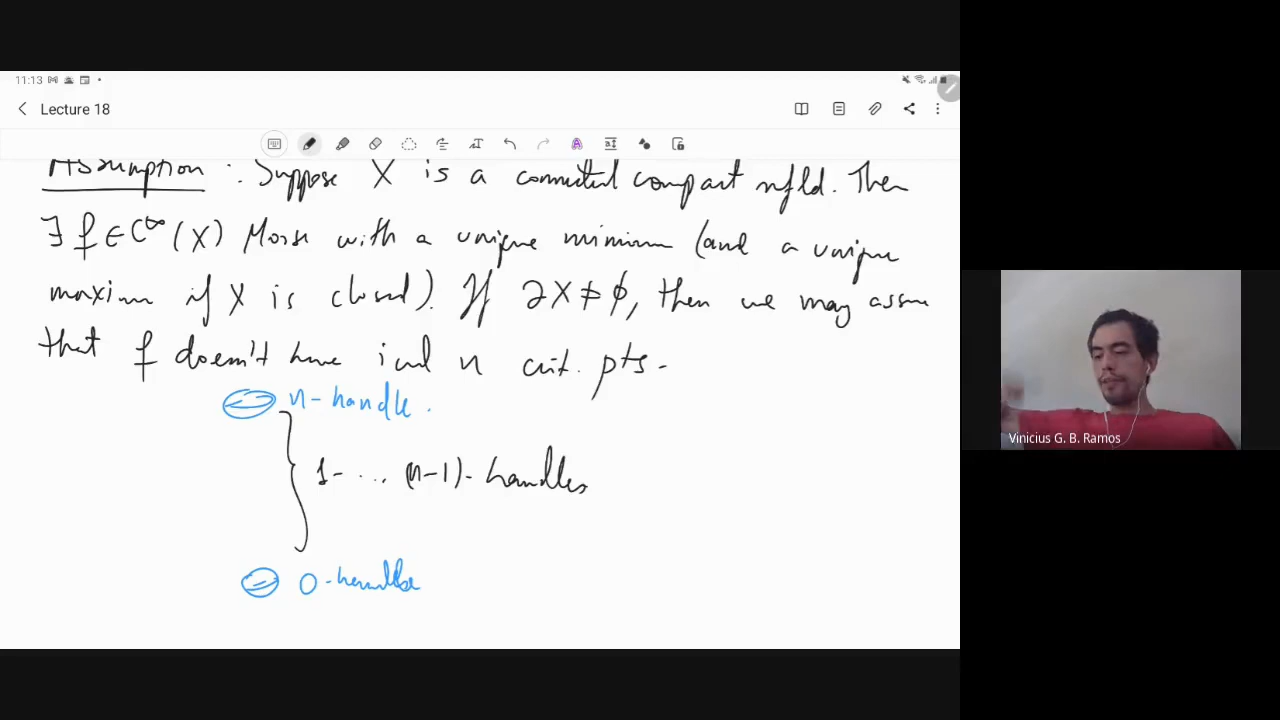 11:13
Lecture 18
Assumption : Suppose X is a connected compact mfld. Then
∃ f ∈ C^∞(X) Morse with a unique minimum (and a unique
maximum if X is closed). If ∂X ≠ ∅, then we may assume
that f doesn't have ind n crit. pts.
n-handle.
1- ... (n-1)-handles
0-handle
Vinicius G. B. Ramos